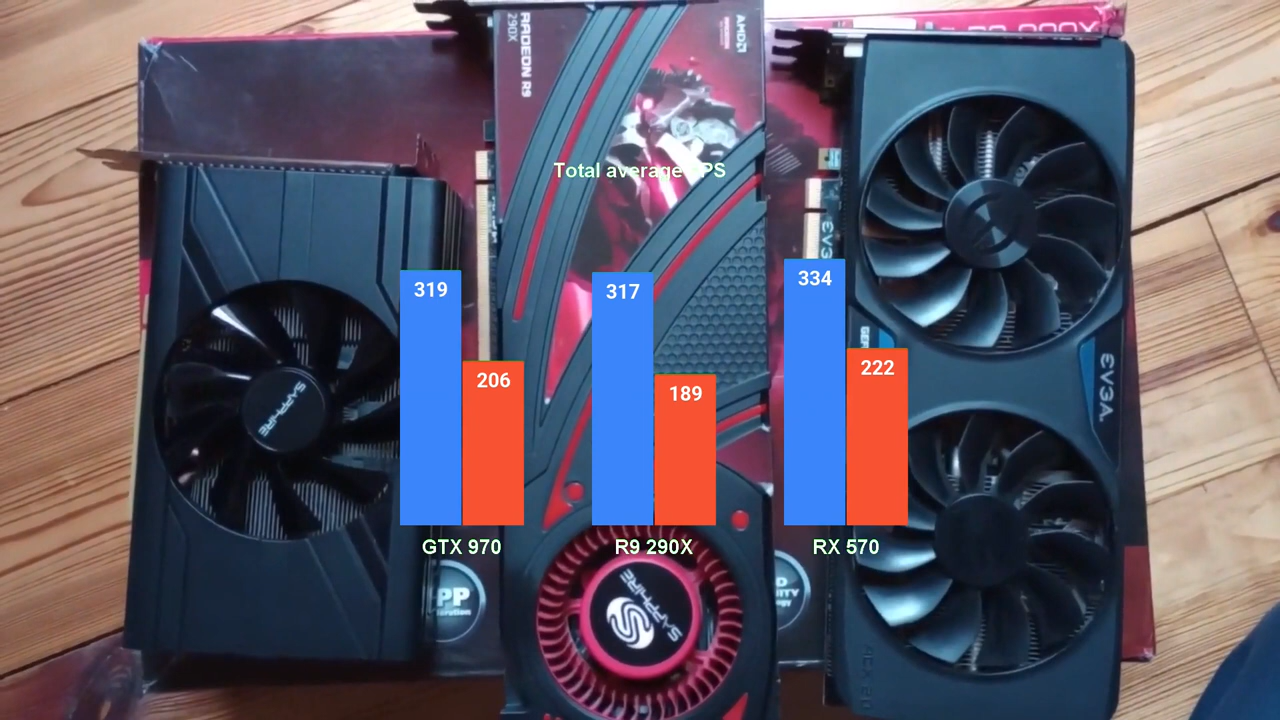 RADEON R9
290X
AMD
Total average FPS
EVGA
319
206
317
189
334
222
GTX 970
R9 290X
RX 570
SAPPHIRE
SAPPHIRE
EVGA